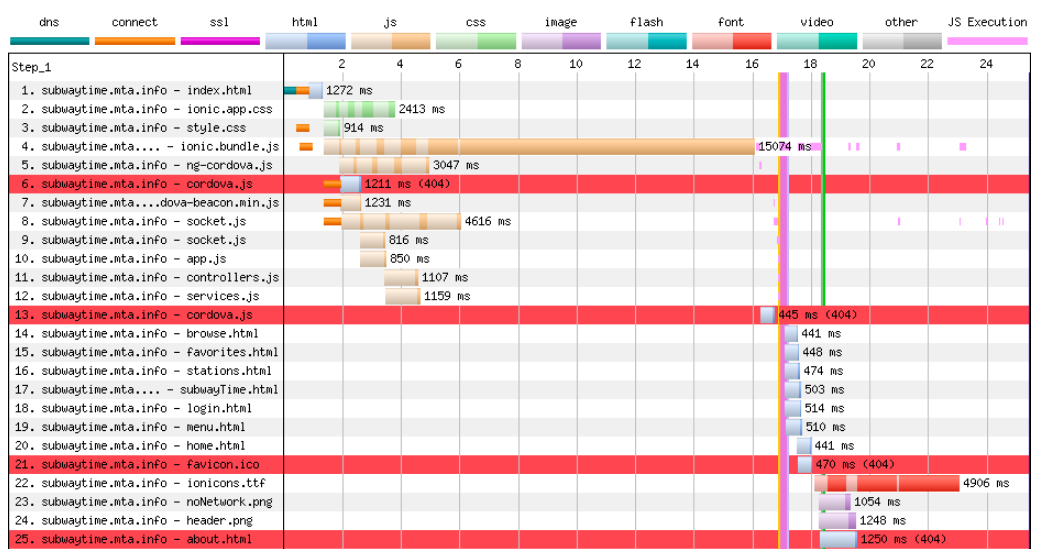 dns connect ssl html js css image flash font video other JS Execution
Step_1 2 4 6 8 10 12 14 16 18 20 22 24
1. subwaytime.mta.info - index.html 1272 ms
2. subwaytime.mta.info - ionic.app.css 2413 ms
3. subwaytime.mta.info - style.css 914 ms
4. subwaytime.mta.... - ionic.bundle.js 15074 ms
5. subwaytime.mta.info - ng-cordova.js 3047 ms
6. subwaytime.mta.info - cordova.js 1211 ms (404)
7. subwaytime.mta....dova-beacon.min.js 1231 ms
8. subwaytime.mta.info - socket.js 4616 ms
9. subwaytime.mta.info - socket.js 816 ms
10. subwaytime.mta.info - app.js 850 ms
11. subwaytime.mta.info - controllers.js 1107 ms
12. subwaytime.mta.info - services.js 1159 ms
13. subwaytime.mta.info - cordova.js 445 ms (404)
14. subwaytime.mta.info - browse.html 441 ms
15. subwaytime.mta.info - favorites.html 448 ms
16. subwaytime.mta.info - stations.html 474 ms
17. subwaytime.mta.... - subwayTime.html 503 ms
18. subwaytime.mta.info - login.html 514 ms
19. subwaytime.mta.info - menu.html 510 ms
20. subwaytime.mta.info - home.html 441 ms
21. subwaytime.mta.info - favicon.ico 470 ms (404)
22. subwaytime.mta.info - ionicons.ttf 4906 ms
23. subwaytime.mta.info - noNetwork.png 1054 ms
24. subwaytime.mta.info - header.png 1248 ms
25. subwaytime.mta.info - about.html 1250 ms (404)